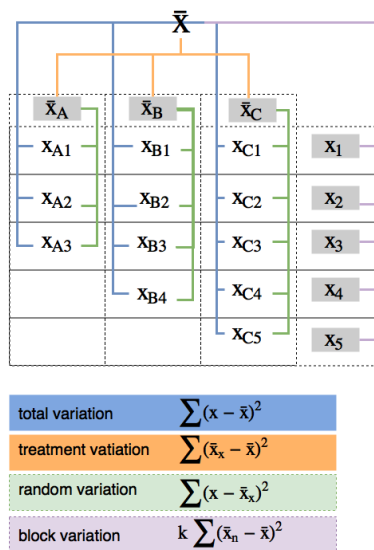 X̄
x̄A x̄B x̄C
xA1 xB1 xC1 x1
xA2 xB2 xC2 x2
xA3 xB3 xC3 x3
xB4 xC4 x4
xC5 x5
total variation ∑(x − x̄)²
treatment vatiation ∑(x̄x − x̄)²
random variation ∑(x − x̄x)²
block variation k ∑(x̄n − x̄)²